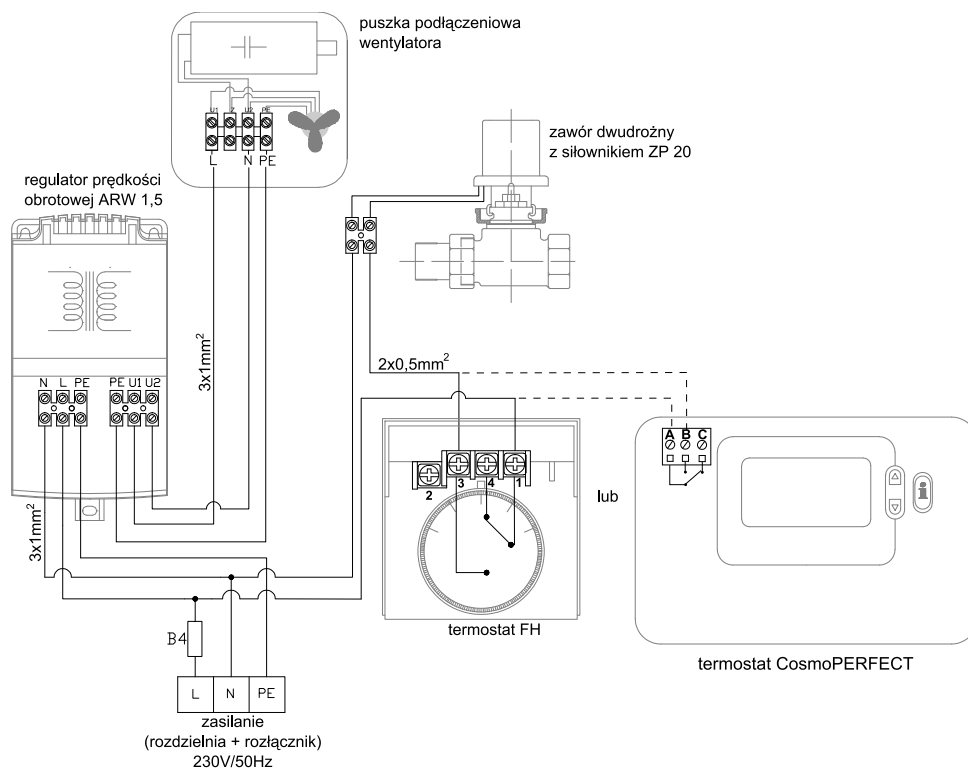 puszka podłączeniowa
wentylatora
U1 Z U2 PE
L N PE
zawór dwudrożny
z siłownikiem ZP 20
regulator prędkości
obrotowej ARW 1,5
N L PE PE U1 U2
3x1mm²
2x0,5mm²
A B C
2 3 4 1
lub
i
3x1mm²
termostat FH
termostat CosmoPERFECT
B4
L N PE
zasilanie
(rozdzielnia + rozłącznik)
230V/50Hz